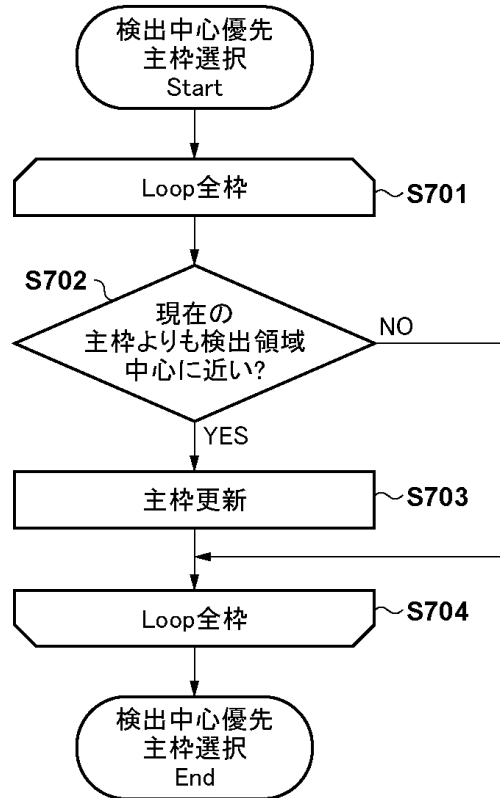 検出中心優先
主枠選択
Start
Loop全枠
S701
S702
現在の
主枠よりも検出領域
中心に近い?
NO
YES
主枠更新
S703
Loop全枠
S704
検出中心優先
主枠選択
End